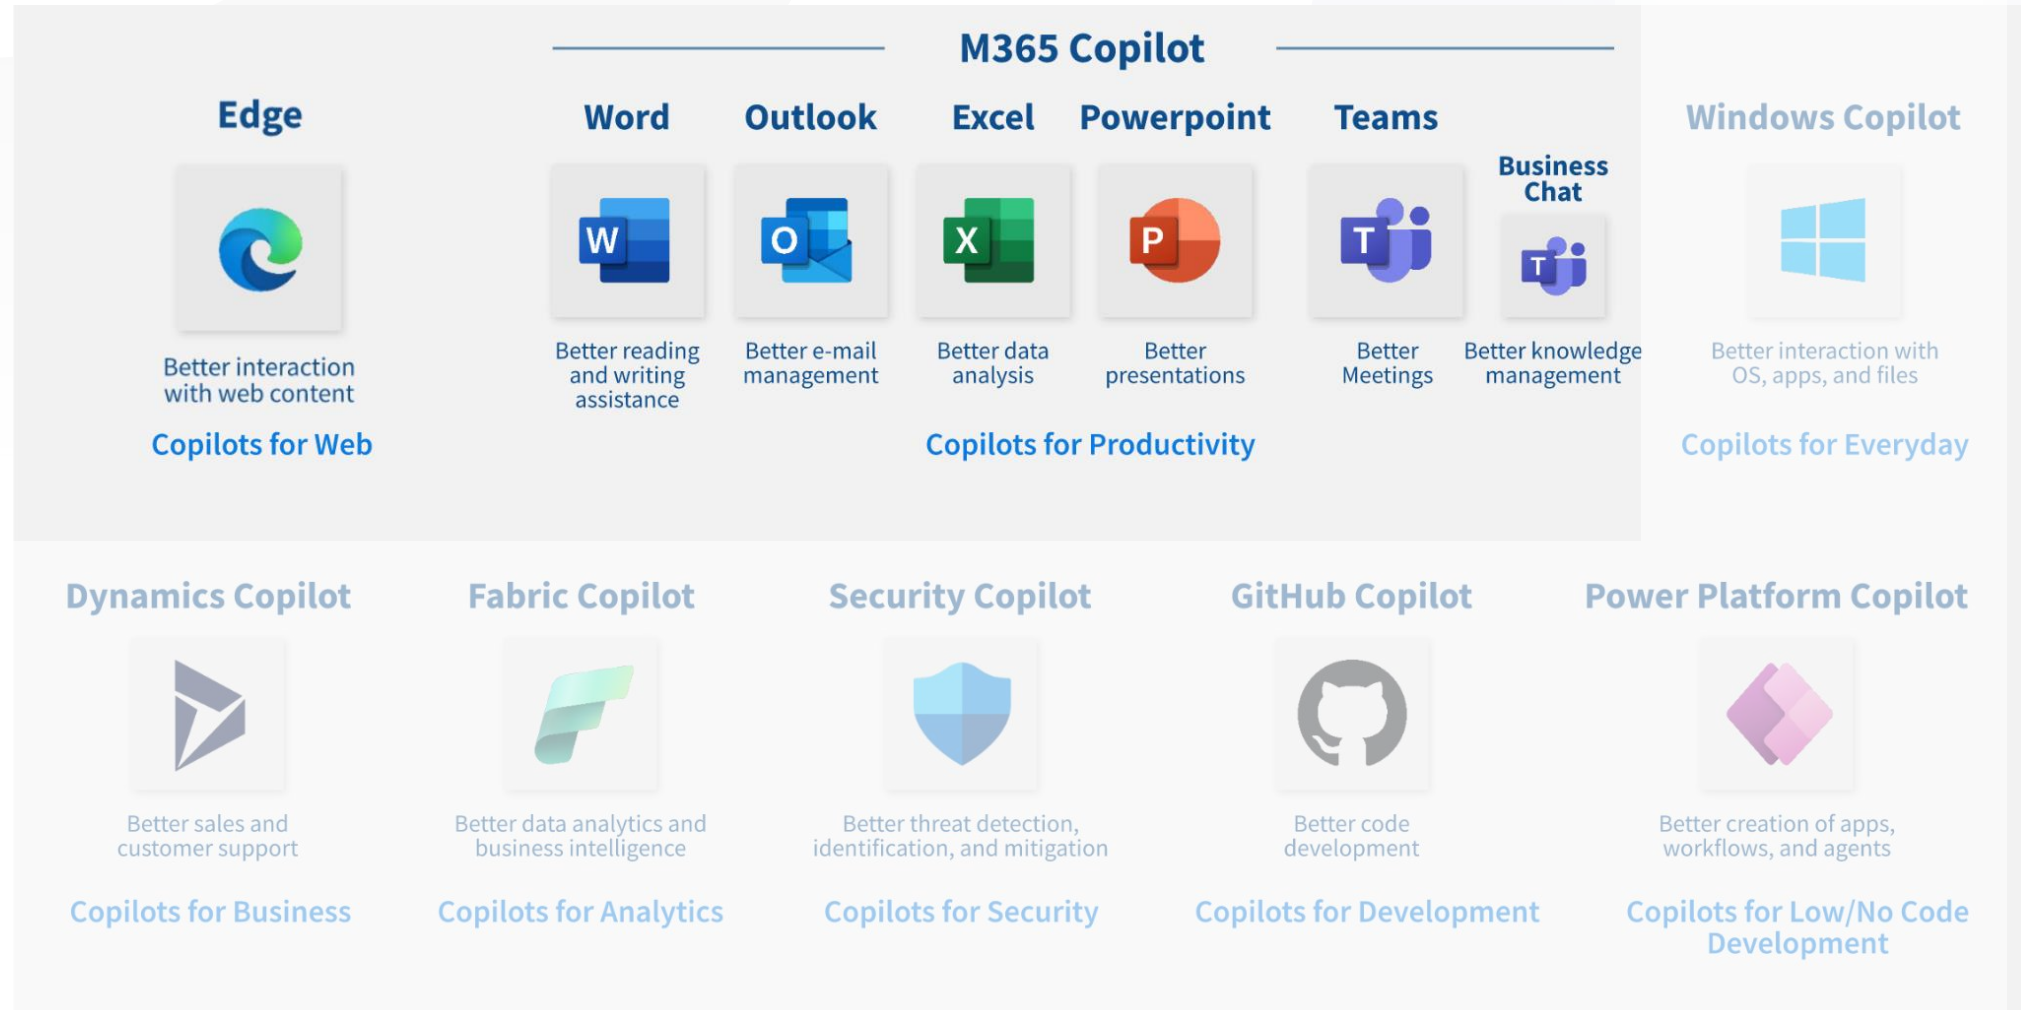 M365 Copilot
Edge
Word
Outlook
Excel
Powerpoint
Teams
Business
Chat
Windows Copilot
W
O
X
P
T
T
Better interaction
with web content
Better reading
and writing
assistance
Better e-mail
management
Better data
analysis
Better
presentations
Better
Meetings
Better knowledge
management
Better interaction with
OS, apps, and files
Copilots for Web
Copilots for Productivity
Copilots for Everyday
Dynamics Copilot
Fabric Copilot
Security Copilot
GitHub Copilot
Power Platform Copilot
Better sales and
customer support
Better data analytics and
business intelligence
Better threat detection,
identification, and mitigation
Better code
development
Better creation of apps,
workflows, and agents
Copilots for Business
Copilots for Analytics
Copilots for Security
Copilots for Development
Copilots for Low/No Code
Development